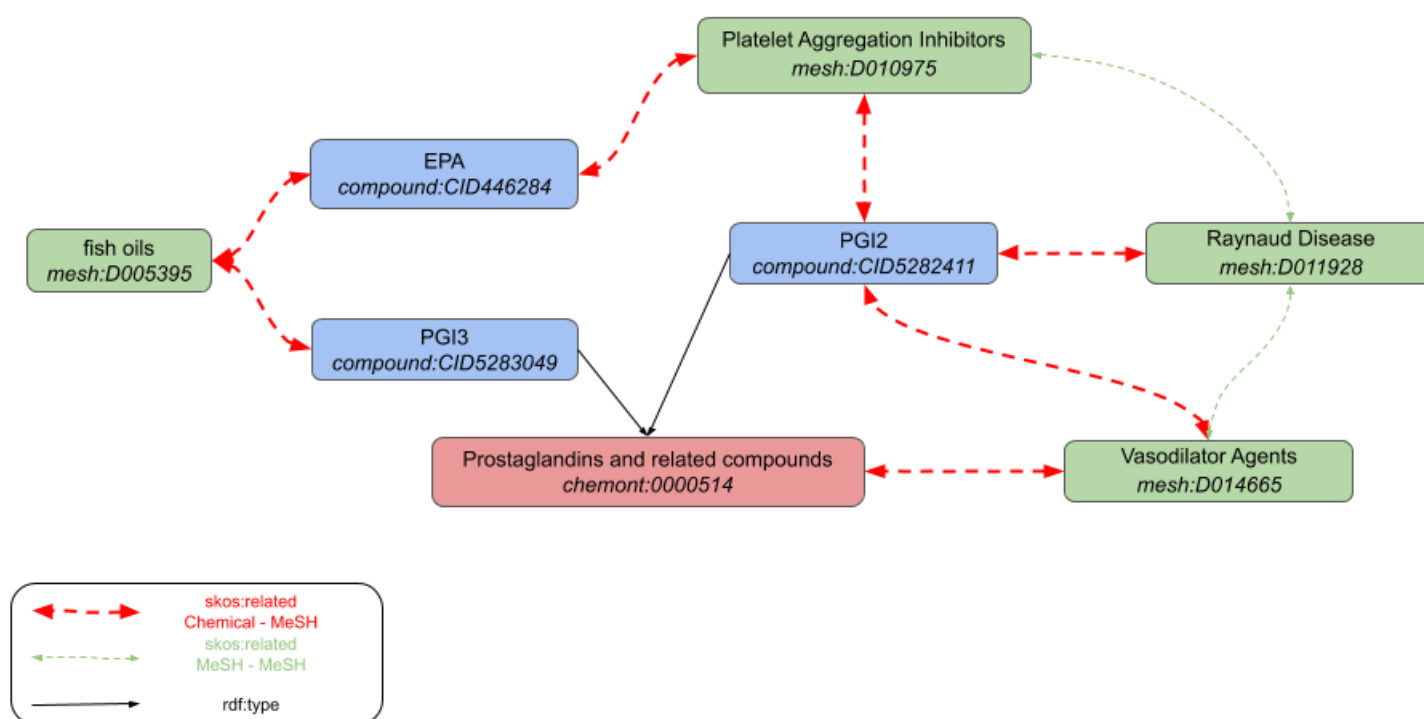 Platelet Aggregation Inhibitors
mesh:D010975
EPA
compound:CID446284
fish oils
mesh:D005395
PGI2
compound:CID5282411
Raynaud Disease
mesh:D011928
PGI3
compound:CID5283049
Prostaglandins and related compounds
chemont:0000514
Vasodilator Agents
mesh:D014665
skos:related
Chemical - MeSH
skos:related
MeSH - MeSH
rdf:type